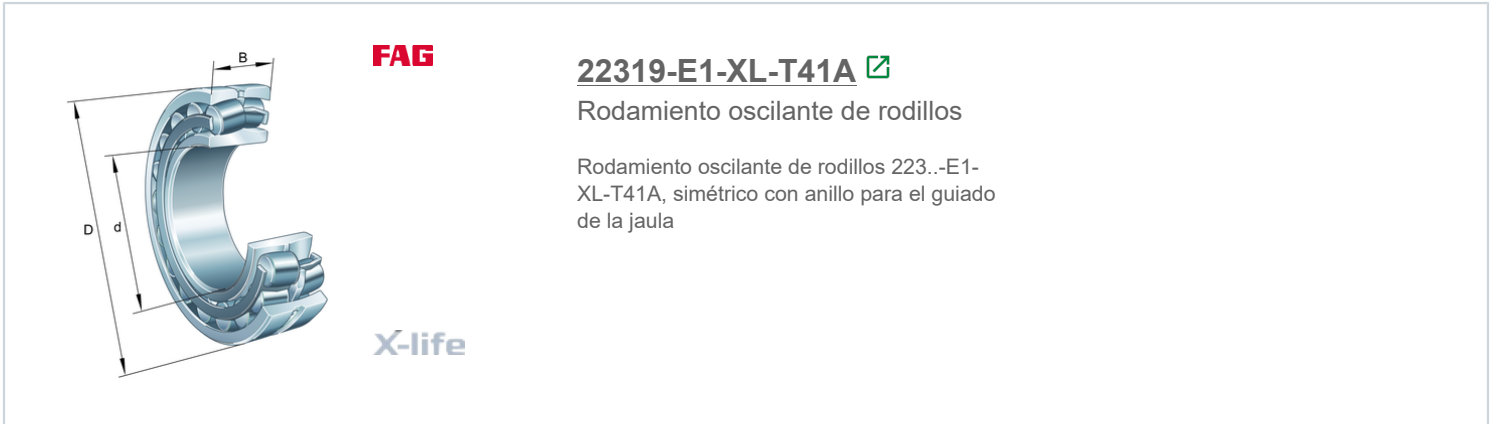 B
FAG
D
d
X-life
22319-E1-XL-T41A
Rodamiento oscilante de rodillos
Rodamiento oscilante de rodillos 223..-E1-
XL-T41A, simétrico con anillo para el guiado
de la jaula